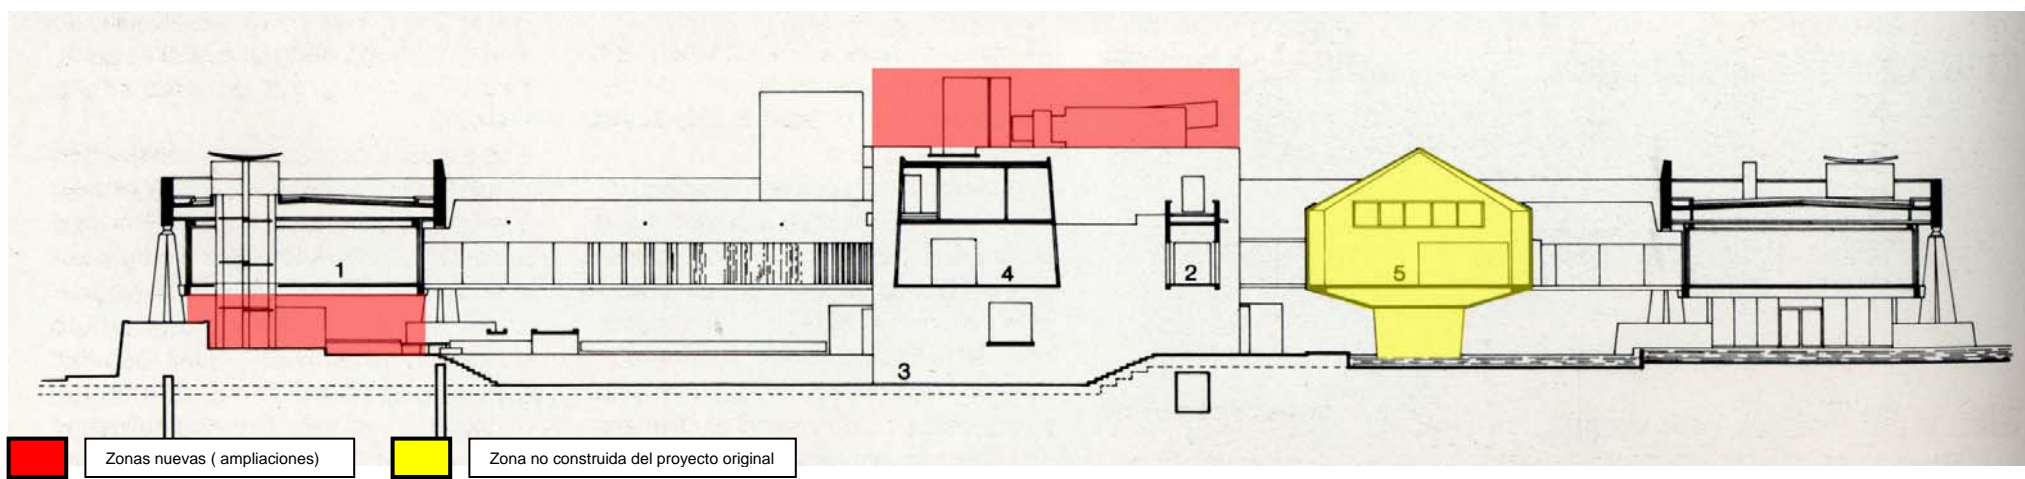 1
4
2
5
3
Zonas nuevas ( ampliaciones)
Zona no construida del proyecto original